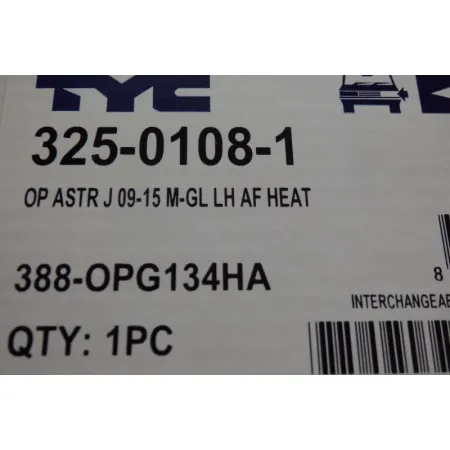 TYC
325-0108-1
OP ASTR J 09-15 M-GL LH AF HEAT
388-OPG134HA
8
INTERCHANGEAB
QTY: 1PC